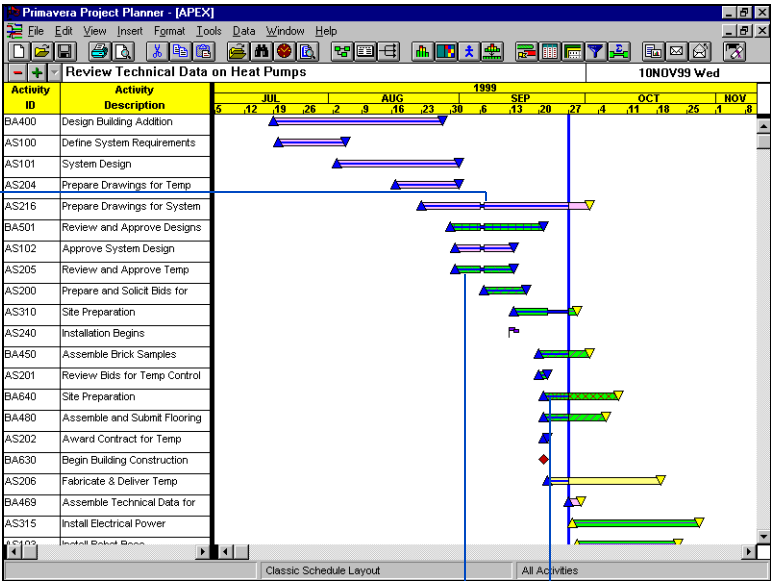 Primavera Project Planner - [APEX]
File Edit View Insert Format Tools Data Window Help
Review Technical Data on Heat Pumps 10NOV99 Wed
Activity ID Activity Description 1999
JUL AUG SEP OCT NOV
5 12 19 26 2 9 16 23 30 6 13 20 27 4 11 18 25 1 8
BA400 Design Building Addition
AS100 Define System Requirements
AS101 System Design
AS204 Prepare Drawings for Temp
AS216 Prepare Drawings for System
BA501 Review and Approve Designs
AS102 Approve System Design
AS205 Review and Approve Temp
AS200 Prepare and Solicit Bids for
AS310 Site Preparation
AS240 Installation Begins
BA450 Assemble Brick Samples
AS201 Review Bids for Temp Control
BA640 Site Preparation
BA480 Assemble and Submit Flooring
AS202 Award Contract for Temp
BA630 Begin Building Construction
AS206 Fabricate & Deliver Temp
BA469 Assemble Technical Data for
AS315 Install Electrical Power
Classic Schedule Layout All Activities